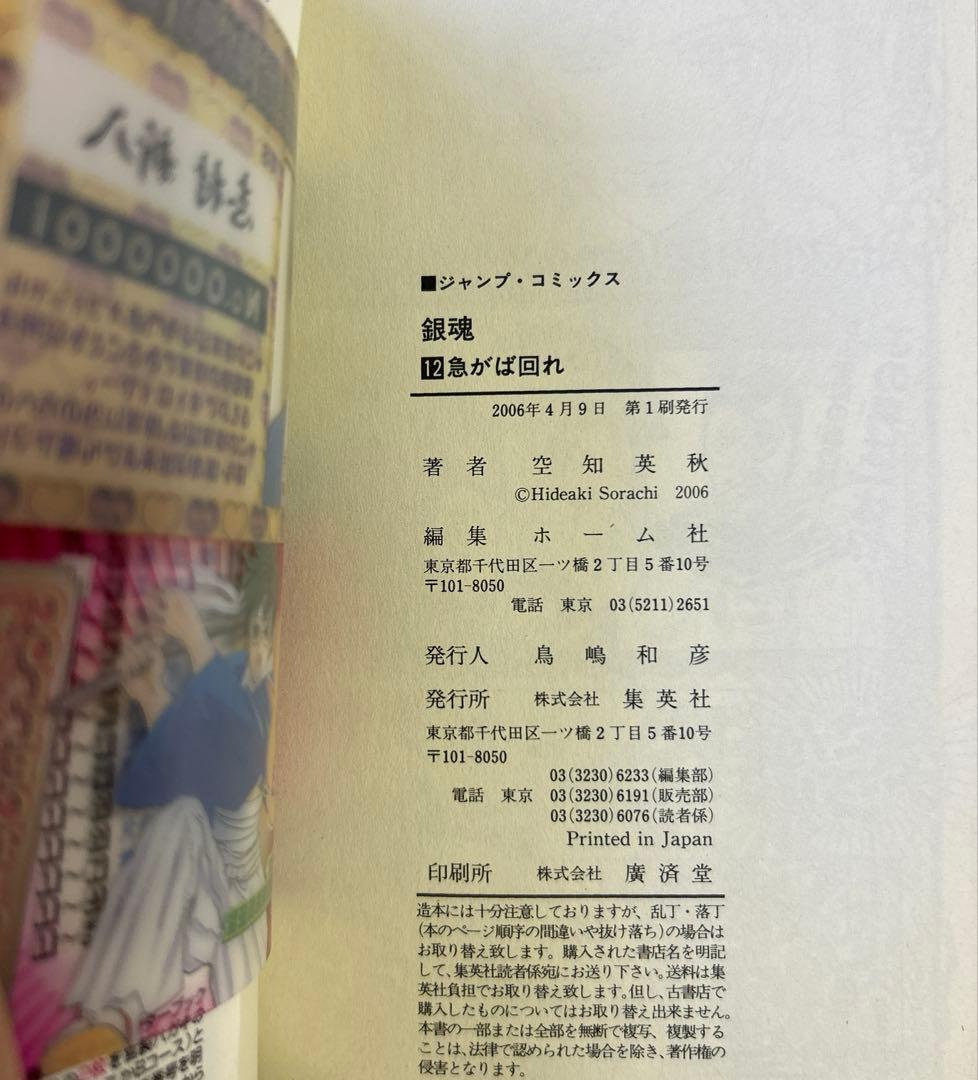 ■ジャンプ・コミックス
銀魂
12急がば回れ
2006年4月9日 第1刷発行
著者 空知英秋
©Hideaki Sorachi 2006
編集 ホーム社
東京都千代田区一ツ橋2丁目5番10号
〒101-8050
電話 東京 03(5211)2651
発行人 鳥嶋和彦
発行所 株式会社 集英社
東京都千代田区一ツ橋2丁目5番10号
〒101-8050
03(3230)6233(編集部)
電話 東京 03(3230)6191(販売部)
03(3230)6076(読者係)
Printed in Japan
印刷所 株式会社 廣済堂
造本には十分注意しておりますが、乱丁・落丁
(本のページ順序の間違いや抜け落ち)の場合は
お取り替え致します。購入された書店名を明記
して、集英社読者係宛にお送り下さい。送料は集
英社負担でお取り替え致します。但し、古書店で
購入したものについてはお取り替え出来ません。
本書の一部または全部を無断で複写、複製する
ことは、法律で認められた場合を除き、著作権の
侵害となります。